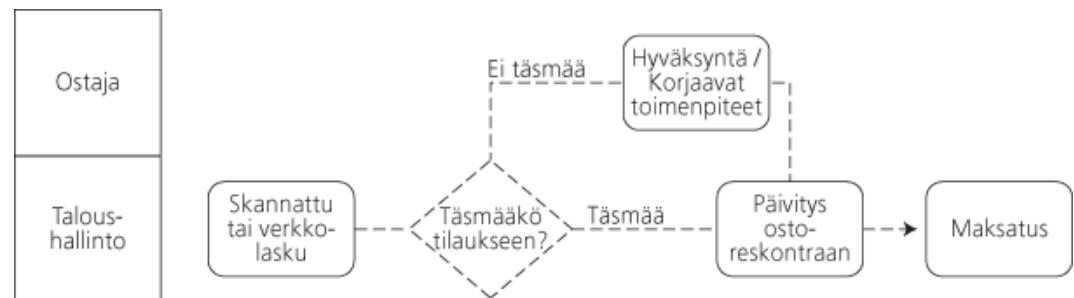 Ostaja
Ei täsmää
Hyväksyntä /
Korjaavat
toimenpiteet
Talous-
hallinto
Skannattu
tai verkko-
lasku
Täsmääkö
tilaukseen?
Täsmää
Päivitys
osto-
reskontraan
Maksatus